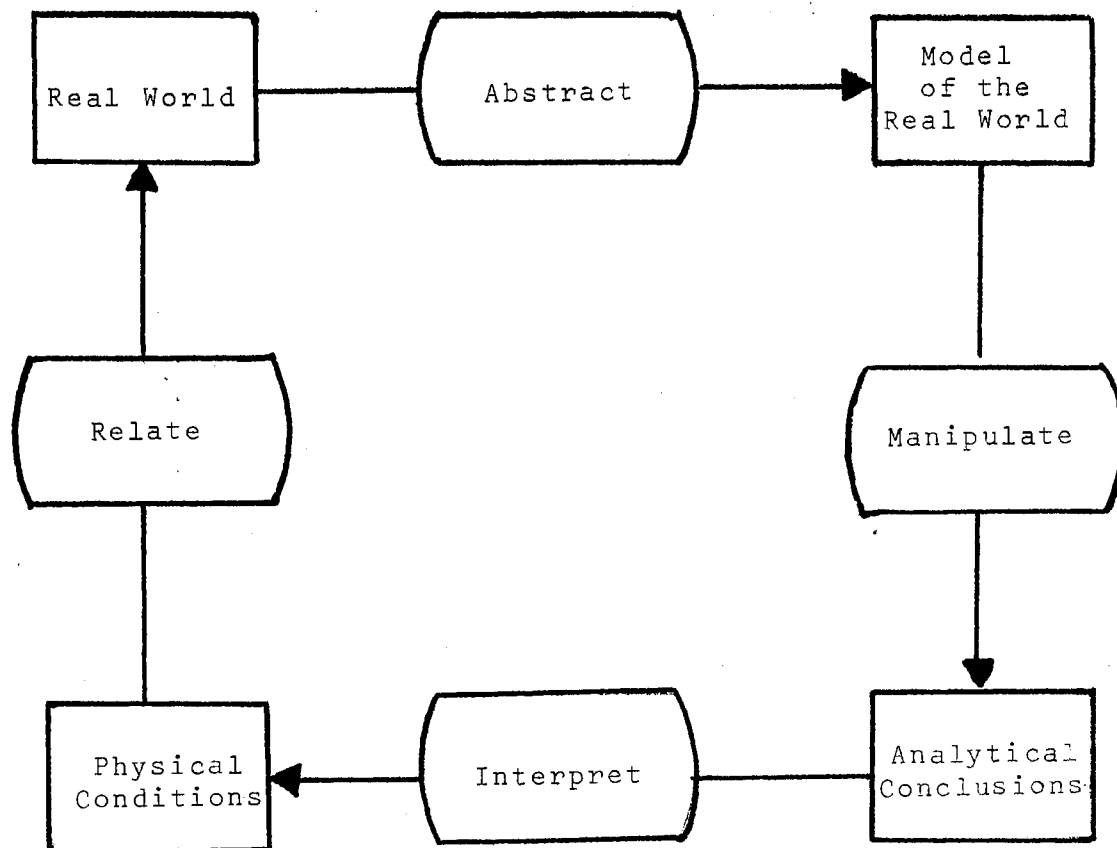 Real World
Abstract
Model
of the
Real World
Relate
Manipulate
Physical
Conditions
Interpret
Analytical
Conclusions